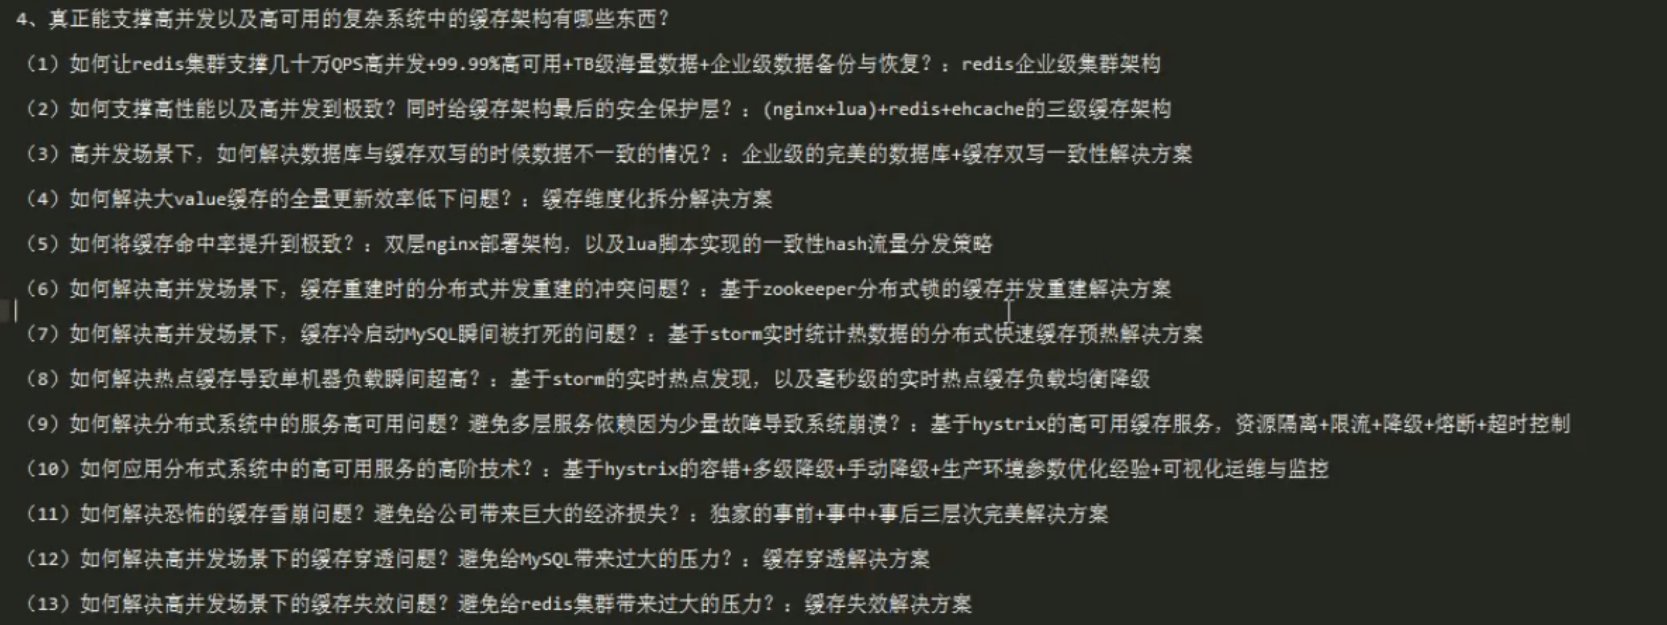 4、真正能支撑高并发以及高可用的复杂系统中的缓存架构有哪些东西？
（1）如何让redis集群支撑几十万QPS高并发+99.99%高可用+TB级海量数据+企业级数据备份与恢复？：redis企业级集群架构
（2）如何支撑高性能以及高并发到极致？同时给缓存架构最后的安全保护层？：(nginx+lua)+redis+ehcache的三级缓存架构
（3）高并发场景下，如何解决数据库与缓存双写的时候数据不一致的情况？：企业级的完美的数据库+缓存双写一致性解决方案
（4）如何解决大value缓存的全量更新效率低下问题？：缓存维度化拆分解决方案
（5）如何将缓存命中率提升到极致？：双层nginx部署架构，以及lua脚本实现的一致性hash流量分发策略
（6）如何解决高并发场景下，缓存重建时的分布式并发重建的冲突问题？：基于zookeeper分布式锁的缓存并发重建解决方案
（7）如何解决高并发场景下，缓存冷启动MySQL瞬间被打死的问题？：基于storm实时统计热数据的分布式快速缓存预热解决方案
（8）如何解决热点缓存导致单机器负载瞬间超高？：基于storm的实时热点发现，以及毫秒级的实时热点缓存负载均衡降级
（9）如何解决分布式系统中的服务高可用问题？避免多层服务依赖因为少量故障导致系统崩溃？：基于hystrix的高可用缓存服务，资源隔离+限流+降级+熔断+超时控制
（10）如何应用分布式系统中的高可用服务的高阶技术？：基于hystrix的容错+多级降级+手动降级+生产环境参数优化经验+可视化运维与监控
（11）如何解决恐怖的缓存雪崩问题？避免给公司带来巨大的经济损失？：独家的事前+事中+事后三层次完美解决方案
（12）如何解决高并发场景下的缓存穿透问题？避免给MySQL带来过大的压力？：缓存穿透解决方案
（13）如何解决高并发场景下的缓存失效问题？避免给redis集群带来过大的压力？：缓存失效解决方案